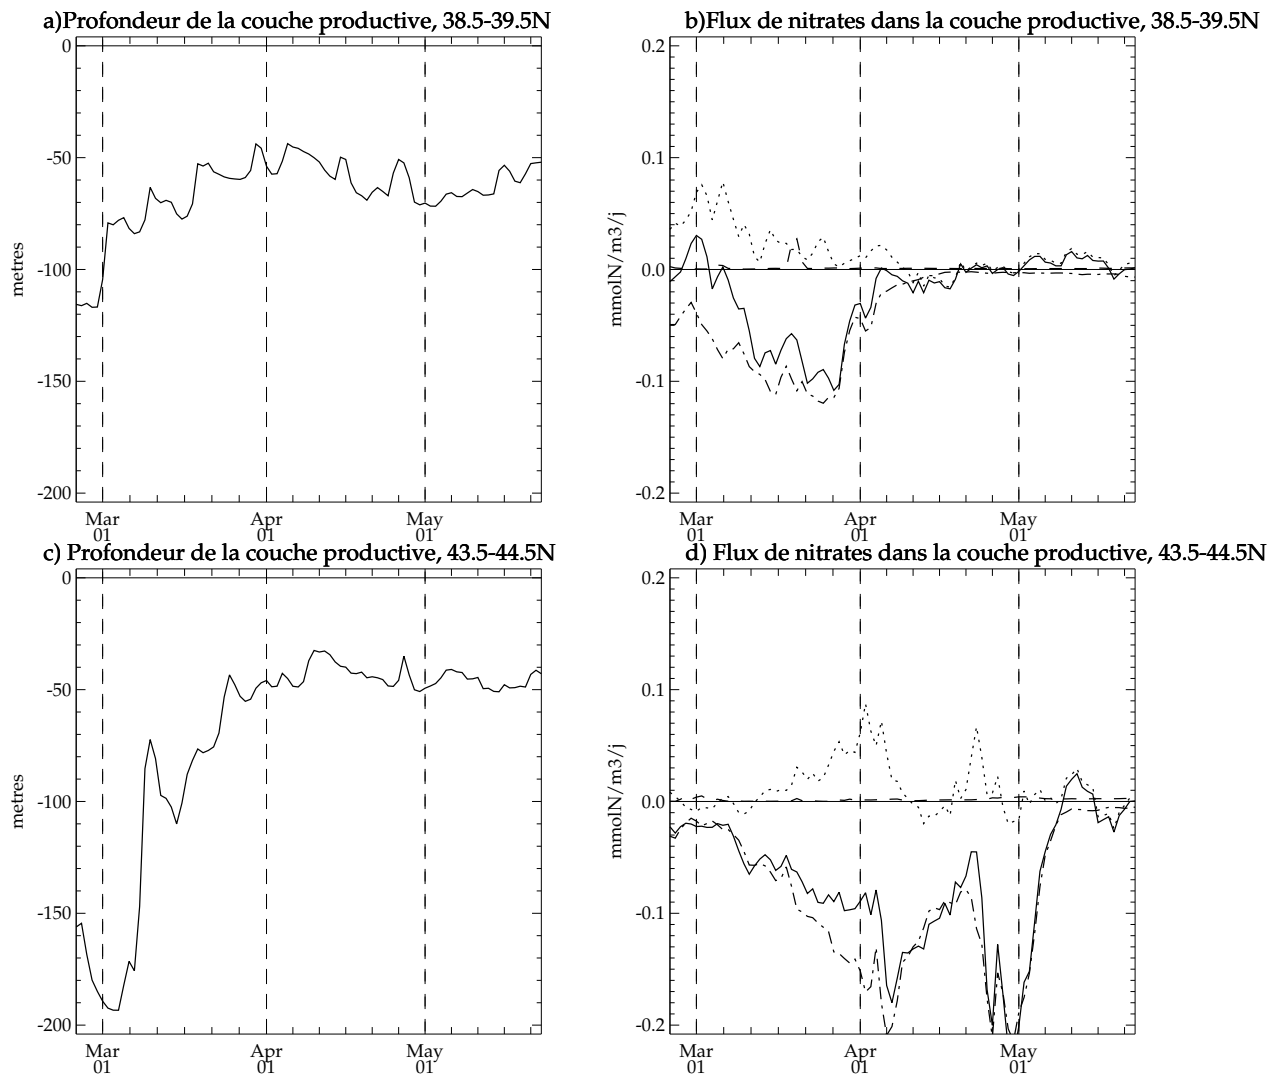 a)Profondeur de la couche productive, 38.5-39.5N
0
-50
-100
-150
-200
metres
Mar
01
Apr
01
May
01
b)Flux de nitrates dans la couche productive, 38.5-39.5N
0.2
0.1
0.0
-0.1
-0.2
mmolN/m3/j
Mar
01
Apr
01
May
01
c) Profondeur de la couche productive, 43.5-44.5N
0
-50
-100
-150
-200
metres
Mar
01
Apr
01
May
01
d) Flux de nitrates dans la couche productive, 43.5-44.5N
0.2
0.1
0.0
-0.1
-0.2
mmolN/m3/j
Mar
01
Apr
01
May
01